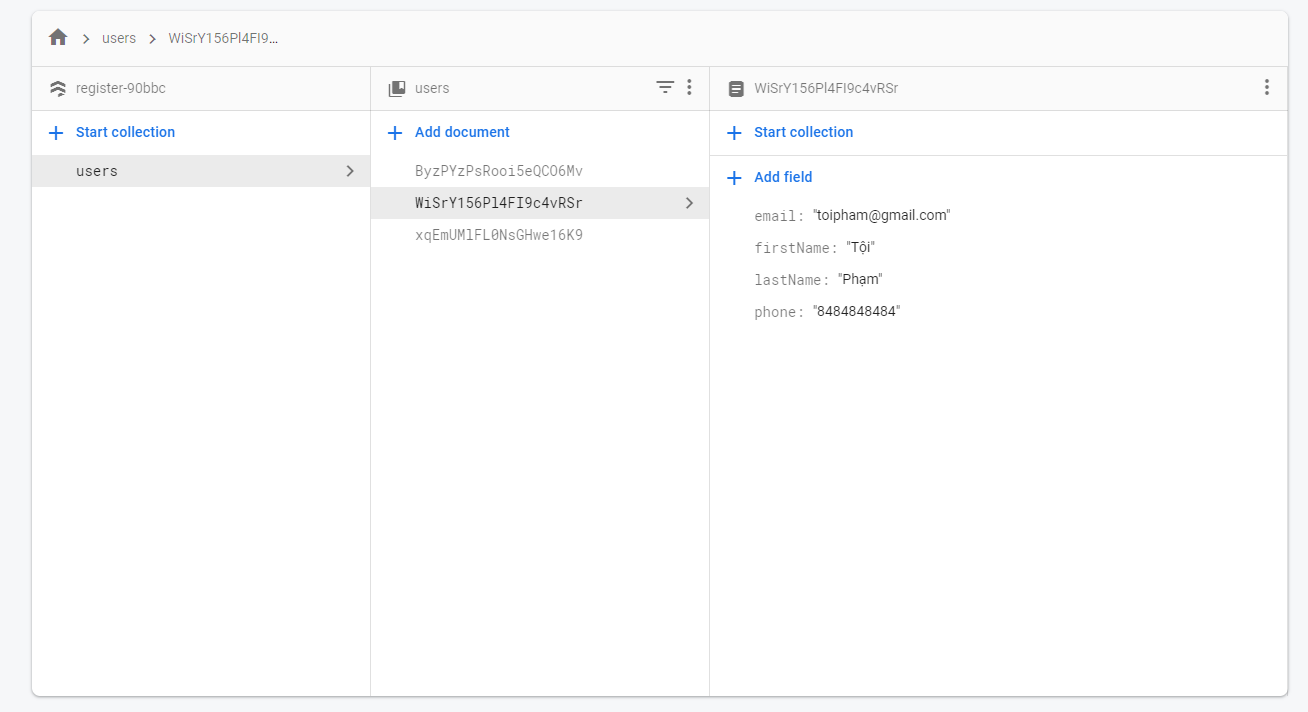 users WiSrY156Pl4FI9...
register-90bbc
Start collection
users
users
Add document
ByzPYzPsRooi5eQCO6Mv
WiSrY156Pl4FI9c4vRSr
xqEmUMlFL0NsGHwe16K9
WiSrY156Pl4FI9c4vRSr
Start collection
Add field
email: "toipham@gmail.com"
firstName: "Tội"
lastName: "Phạm"
phone: "8484848484"